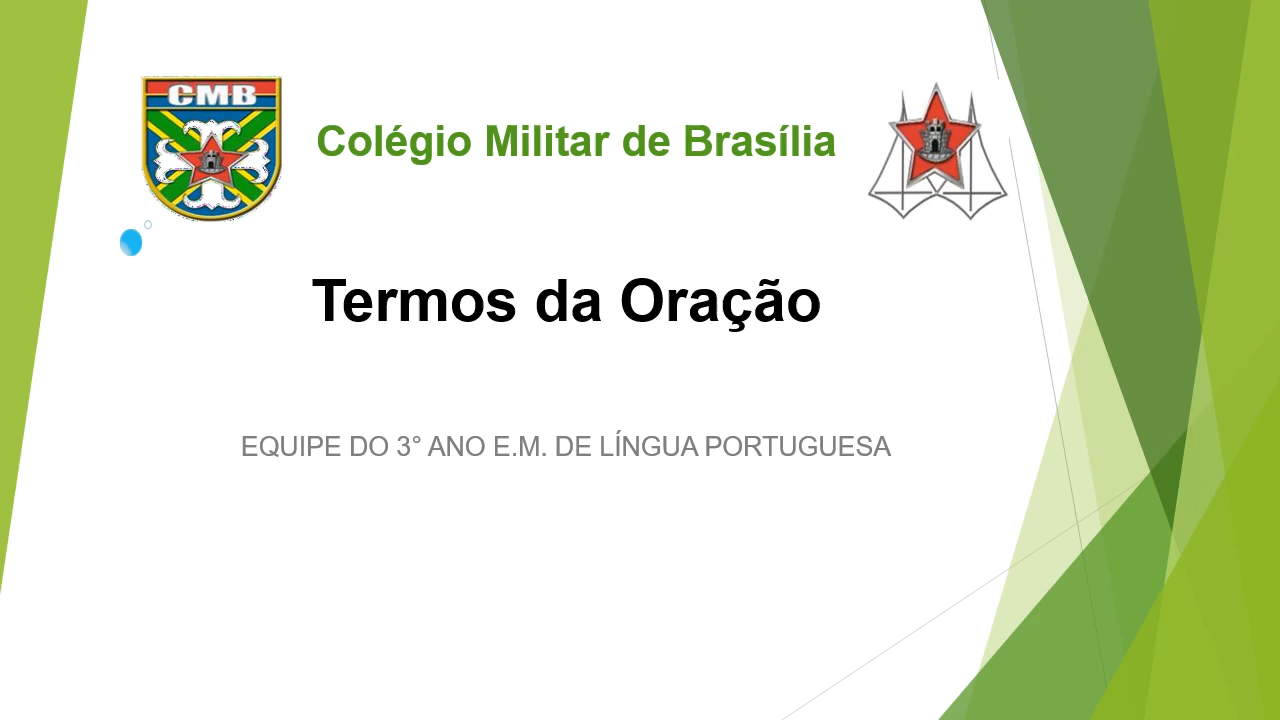 CMB
Colégio Militar de Brasília
Termos da Oração
EQUIPE DO 3° ANO E.M. DE LÍNGUA PORTUGUESA